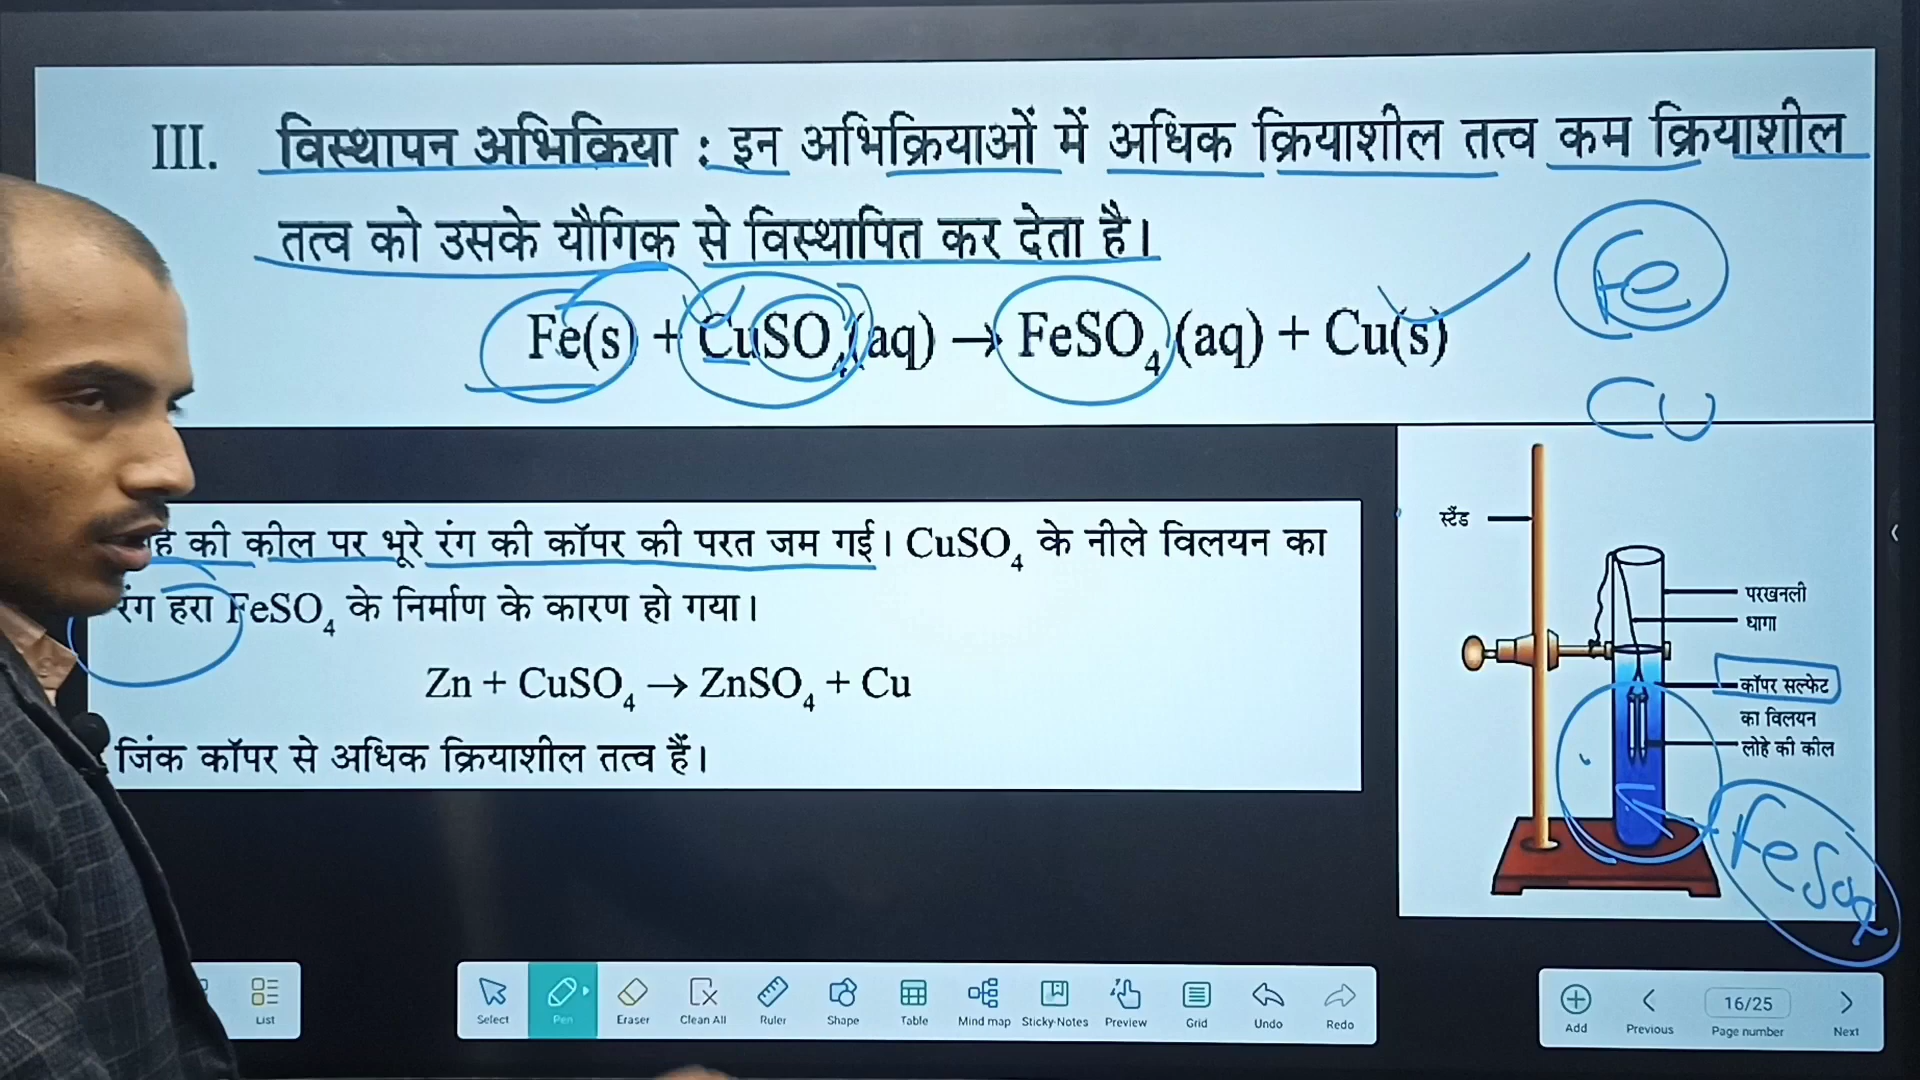 III. विस्थापन अभिक्रिया : इन अभिक्रियाओं में अधिक क्रियाशील तत्व कम क्रियाशील
तत्व को उसके यौगिक से विस्थापित कर देता है।
Fe(s) + CuSO₄(aq) → FeSO₄(aq) + Cu(s)
Fe
Cu
की कील पर भूरे रंग की कॉपर की परत जम गई। CuSO₄ के नीले विलयन का
रंग हरा FeSO₄ के निर्माण के कारण हो गया।
Zn + CuSO₄ → ZnSO₄ + Cu
जिंक कॉपर से अधिक क्रियाशील तत्व हैं।
स्टैंड
परखनली
धागा
कॉपर सल्फेट
का विलयन
लोहे की कील
FeSO₄
List
Select
Pen
Eraser
Clean All
Ruler
Shape
Table
Mind map
Sticky-Notes
Preview
Grid
Undo
Redo
Add
Previous
16/25
Page number
Next